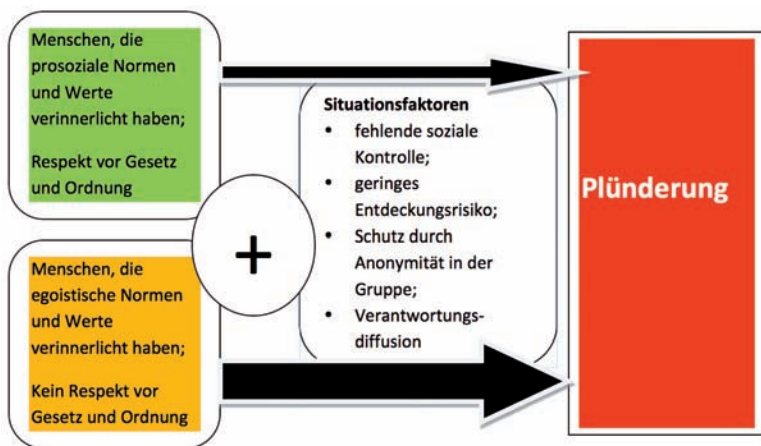 Menschen, die
prosoziale Normen
und Werte
verinnerlicht haben;
Respekt vor Gesetz
und Ordnung
Menschen, die
egoistische Normen
und Werte
verinnerlicht haben;
Kein Respekt vor
Gesetz und Ordnung
+
Situationsfaktoren
• fehlende soziale
Kontrolle;
• geringes
Entdeckungsrisiko;
• Schutz durch
Anonymität in der
Gruppe;
• Verantwortungs-
diffusion
Plünderung